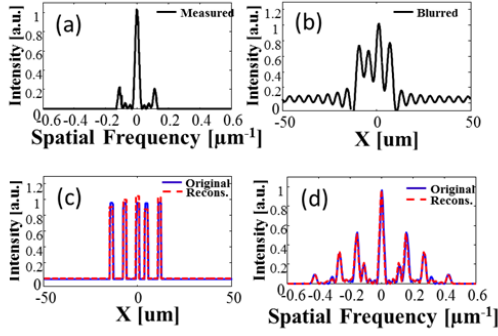 (a)
Measured
Intensity [a.u.]
1
0.8
0.6
0.4
0.2
0
-0.6 -0.4 -0.2 0 0.2 0.4 0.6
Spatial Frequency [µm⁻¹]
(b)
Blurred
Intensity [a.u.]
1.2
1
0.8
0.6
0.4
0.2
0
-50 0 50
X [um]
(c)
Original
Recons.
Intensity [a.u.]
1.2
1
0.8
0.6
0.4
0.2
0
-50 0 50
X [um]
(d)
Original
Recons.
Intensity [a.u.]
1
0.8
0.6
0.4
0.2
0
-0.6 -0.4 -0.2 0 0.2 0.4 0.6
Spatial Frequency [µm⁻¹]